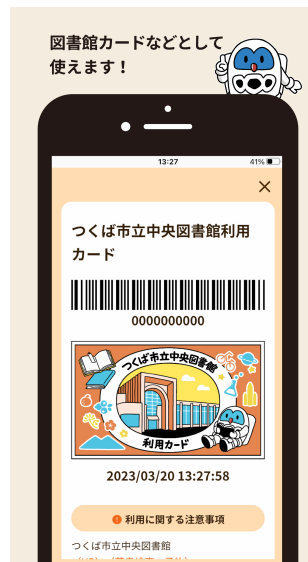 図書館カードなどとして
使えます！
13:27
41%
つくば市立中央図書館利用
カード
0000000000
つくば市立中央図書館
利用カード
2023/03/20 13:27:58
利用に関する注意事項
つくば市立中央図書館